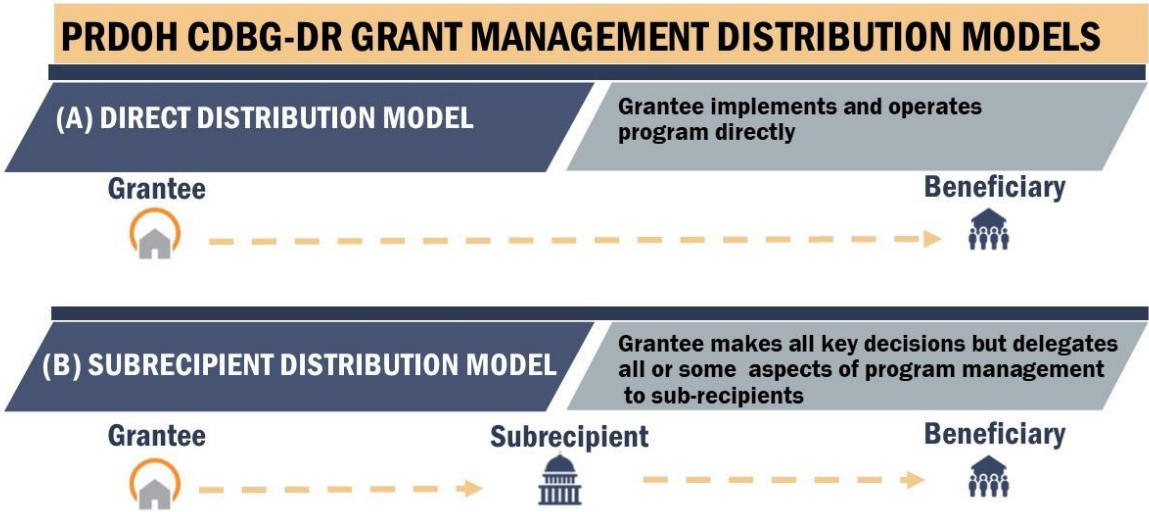 PRDOH CDBG-DR GRANT MANAGEMENT DISTRIBUTION MODELS
(A) DIRECT DISTRIBUTION MODEL
Grantee implements and operates
program directly
Grantee
Beneficiary
(B) SUBRECIPIENT DISTRIBUTION MODEL
Grantee makes all key decisions but delegates
all or some aspects of program management
to sub-recipients
Grantee
Subrecipient
Beneficiary